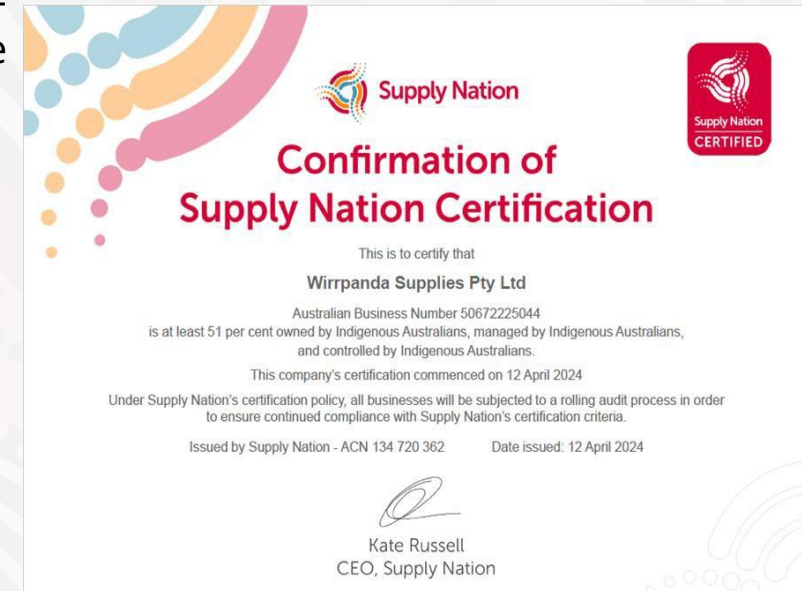 e
Supply Nation
Supply Nation
CERTIFIED
Confirmation of
Supply Nation Certification
This is to certify that
Wirrpanda Supplies Pty Ltd
Australian Business Number 50672225044
is at least 51 per cent owned by Indigenous Australians, managed by Indigenous Australians,
and controlled by Indigenous Australians.
This company's certification commenced on 12 April 2024
Under Supply Nation's certification policy, all businesses will be subjected to a rolling audit process in order
to ensure continued compliance with Supply Nation's certification criteria.
Issued by Supply Nation - ACN 134 720 362 Date issued: 12 April 2024
Kate Russell
CEO, Supply Nation